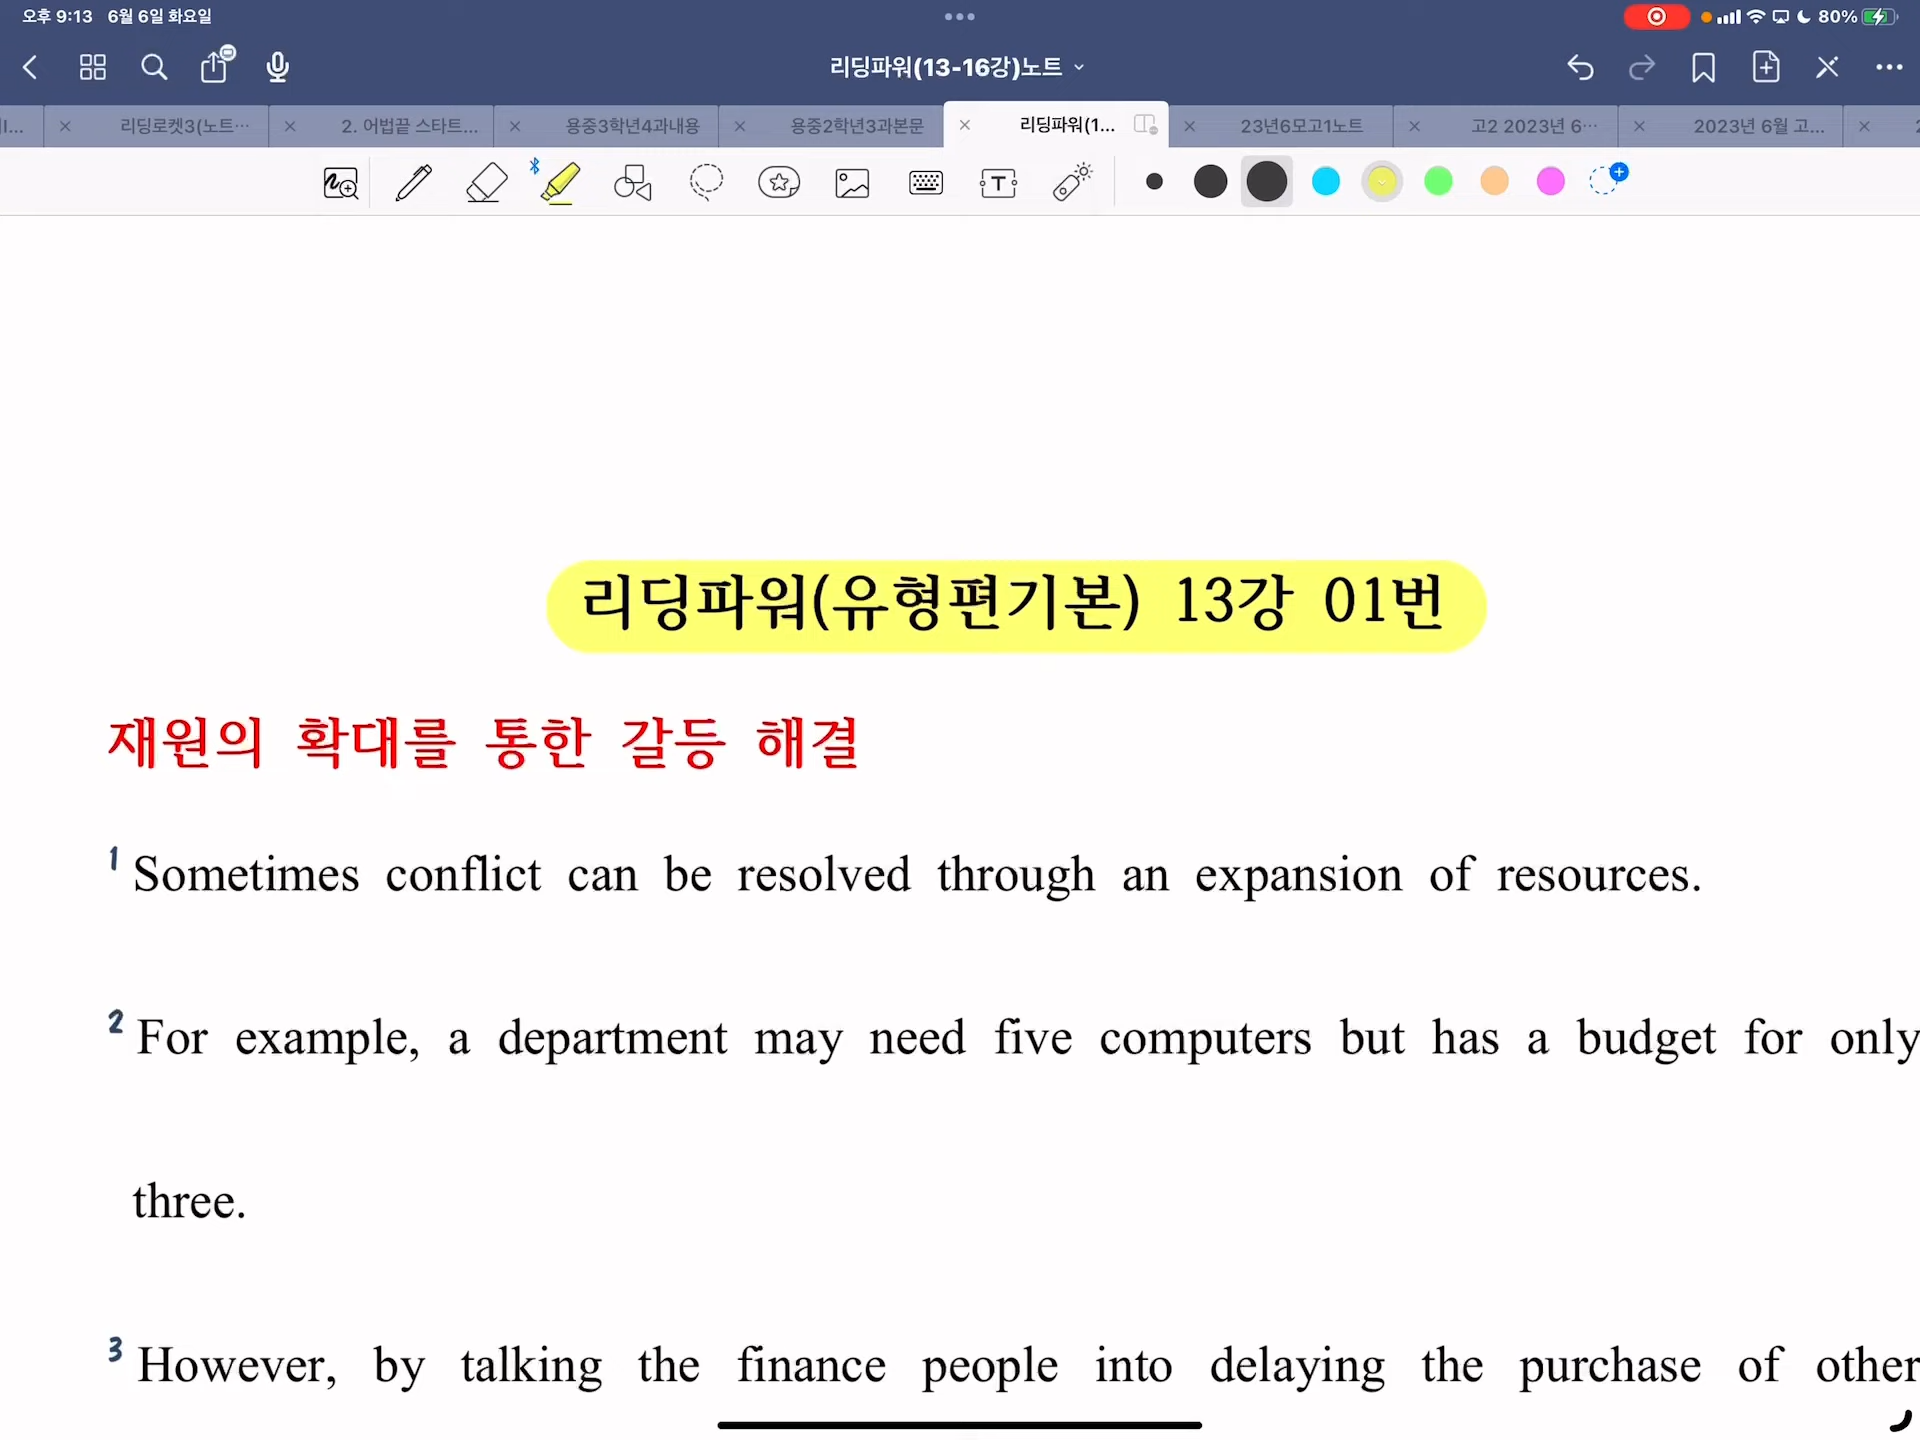 오후 9:13 6월 6일 화요일
80%
리딩파워(13-16강)노트
리딩로켓3(노트…
2. 어법끝 스타트...
용중3학년4과내용
용중2학년3과본문
리딩파워(1...
23년6모고1노트
고2 2023년 6…
2023년 6월 고...
리딩파워(유형편기본) 13강 01번
재원의 확대를 통한 갈등 해결
1 Sometimes conflict can be resolved through an expansion of resources.
2 For example, a department may need five computers but has a budget for only
three.
3 However, by talking the finance people into delaying the purchase of other